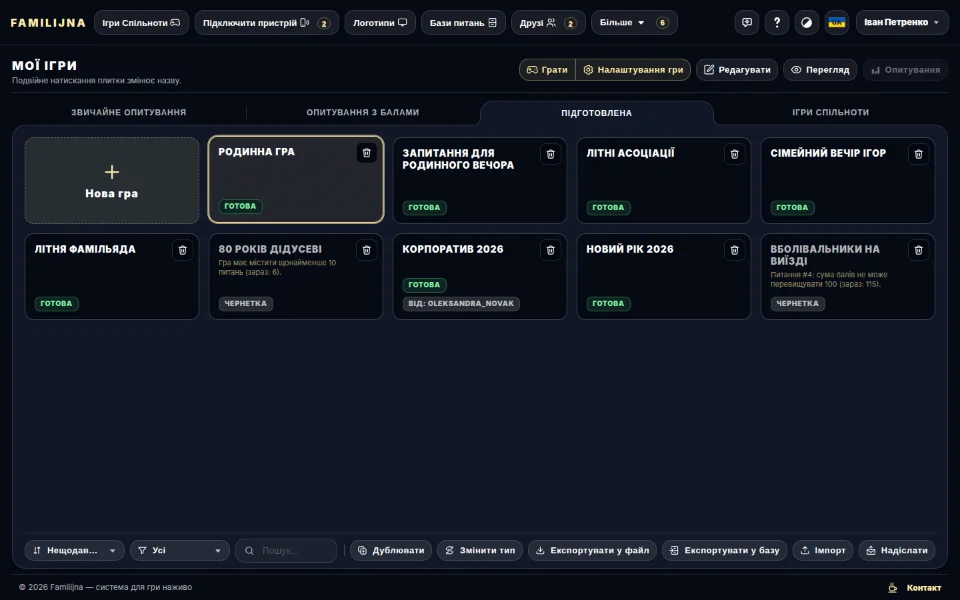 FAMILIJNA
Ігри Спільноти
Підключити пристрій 2
Логотипи
Бази питань
Друзі 2
Більше 6
?
UA
Іван Петренко
МОЇ ІГРИ
Подвійне натискання плитки змінює назву.
Грати
Налаштування гри
Редагувати
Перегляд
Опитування
ЗВИЧАЙНЕ ОПИТУВАННЯ
ОПИТУВАННЯ З БАЛАМИ
ПІДГОТОВЛЕНА
ІГРИ СПІЛЬНОТИ
+
Нова гра
РОДИННА ГРА
ГОТОВА
ЗАПИТАННЯ ДЛЯ
РОДИННОГО ВЕЧОРА
ГОТОВА
ЛІТНІ АСОЦІАЦІЇ
ГОТОВА
СІМЕЙНИЙ ВЕЧІР ІГОР
ГОТОВА
ЛІТНЯ ФАМІЛЬЯДА
ГОТОВА
80 РОКІВ ДІДУСЕВІ
Гра має містити щонайменше 10
питань (зараз: 6).
ЧЕРНЕТКА
КОРПОРАТИВ 2026
ГОТОВА
ВІД: OLEKSANDRA_NOVAK
НОВИЙ РІК 2026
ГОТОВА
ВБОЛІВАЛЬНИКИ НА
ВИЇЗДІ
Питання #4: сума балів не може
перевищувати 100 (зараз: 115).
ЧЕРНЕТКА
Нещодав...
Усі
Пошук...
Дублювати
Змінити тип
Експортувати у файл
Експортувати у базу
Імпорт
Надіслати
© 2026 Familijna — система для гри наживо
Контакт